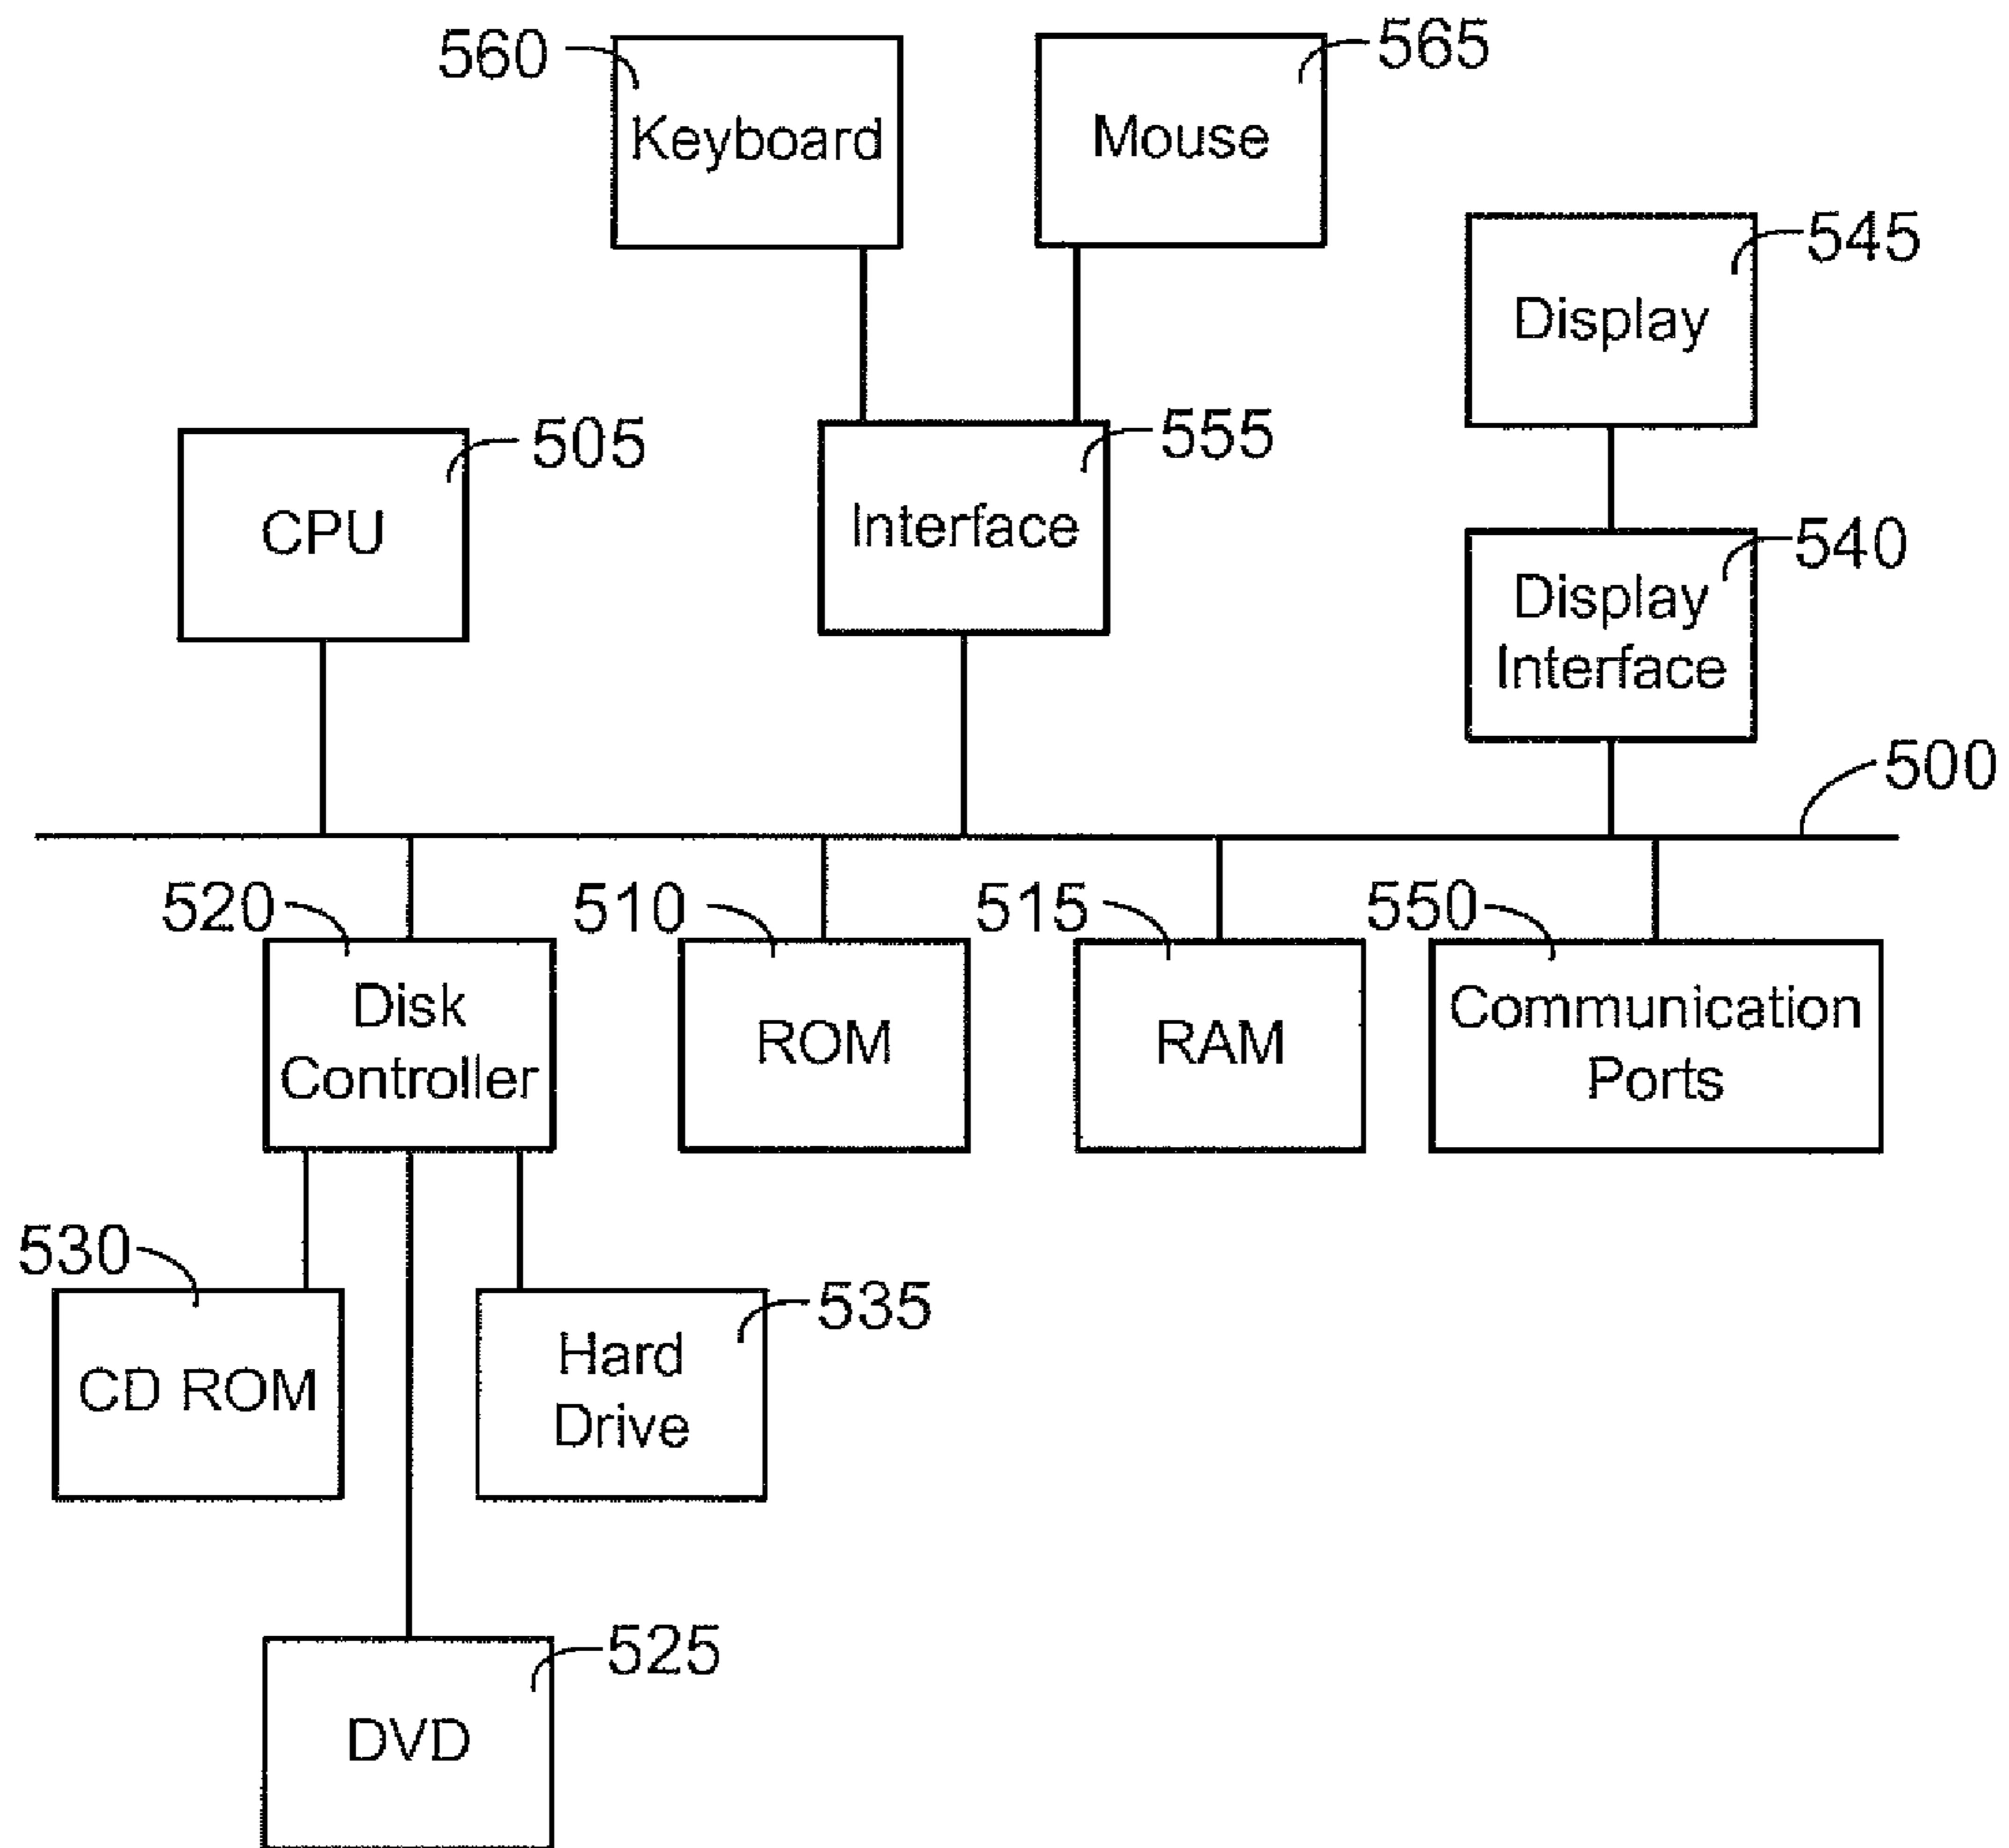 560
Keyboard
Mouse
565
Display
545
CPU
505
Interface
555
Display
Interface
540
500
520
Disk
Controller
510
ROM
515
RAM
550
Communication
Ports
530
CD ROM
Hard
Drive
535
DVD
525